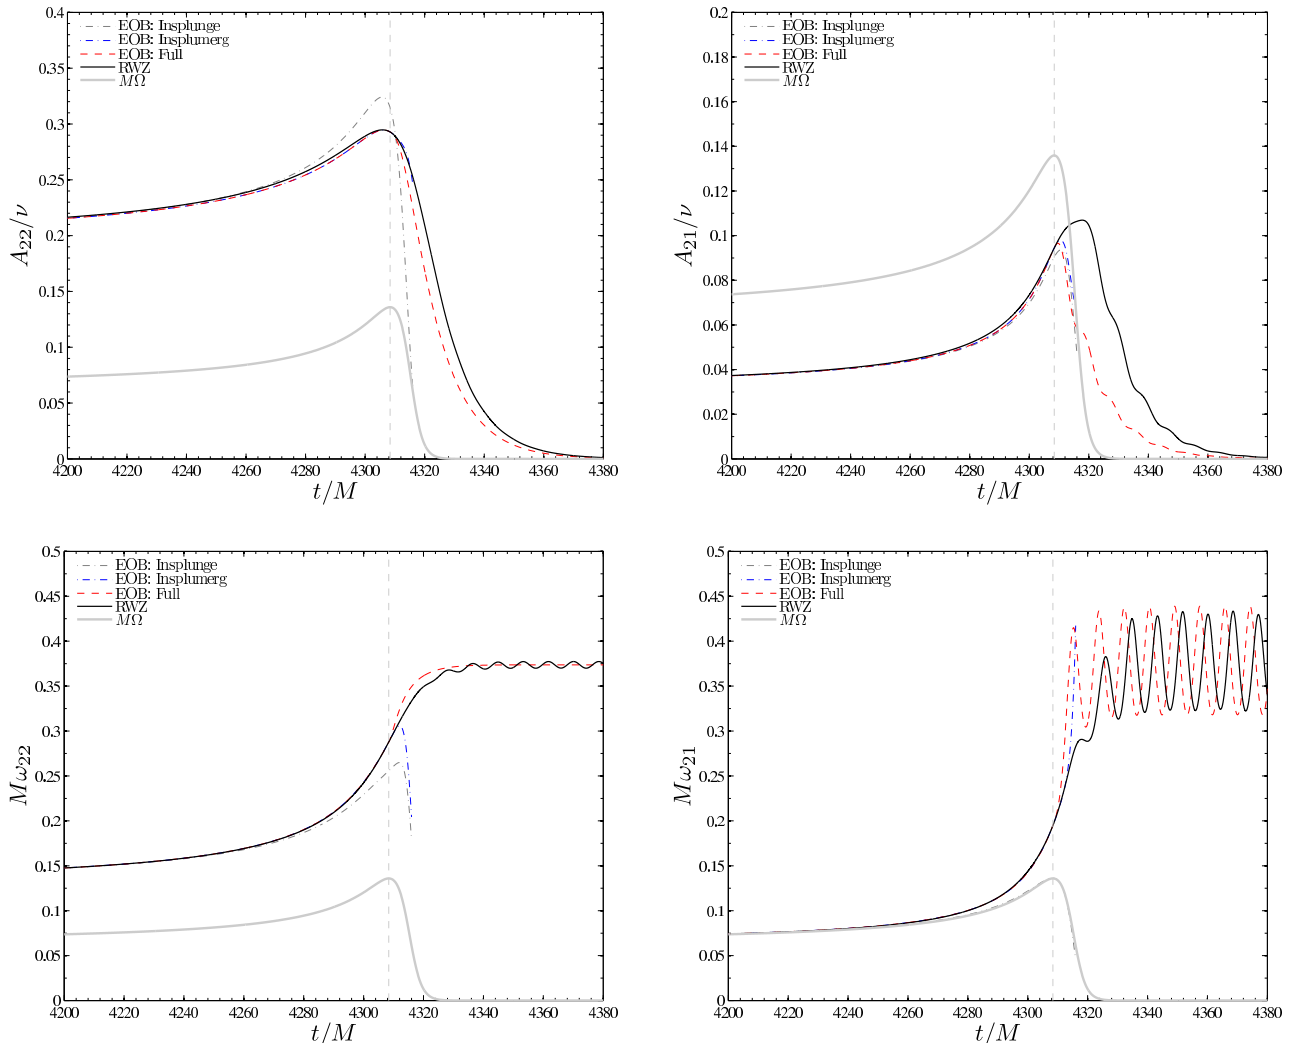 0.4
0.35
0.3
0.25
0.2
0.15
0.1
0.05
0
A22/ν
EOB: Insplunge
EOB: Insplumerg
EOB: Full
RWZ
MΩ
4200 4220 4240 4260 4280 4300 4320 4340 4360 4380
t/M
0.2
0.18
0.16
0.14
0.12
0.1
0.08
0.06
0.04
0.02
0
A21/ν
EOB: Insplunge
EOB: Insplumerg
EOB: Full
RWZ
MΩ
4200 4220 4240 4260 4280 4300 4320 4340 4360 4380
t/M
0.5
0.45
0.4
0.35
0.3
0.25
0.2
0.15
0.1
0.05
0
Mω22
EOB: Insplunge
EOB: Insplumerg
EOB: Full
RWZ
MΩ
4200 4220 4240 4260 4280 4300 4320 4340 4360 4380
t/M
0.5
0.45
0.4
0.35
0.3
0.25
0.2
0.15
0.1
0.05
0
Mω21
EOB: Insplunge
EOB: Insplumerg
EOB: Full
RWZ
MΩ
4200 4220 4240 4260 4280 4300 4320 4340 4360 4380
t/M